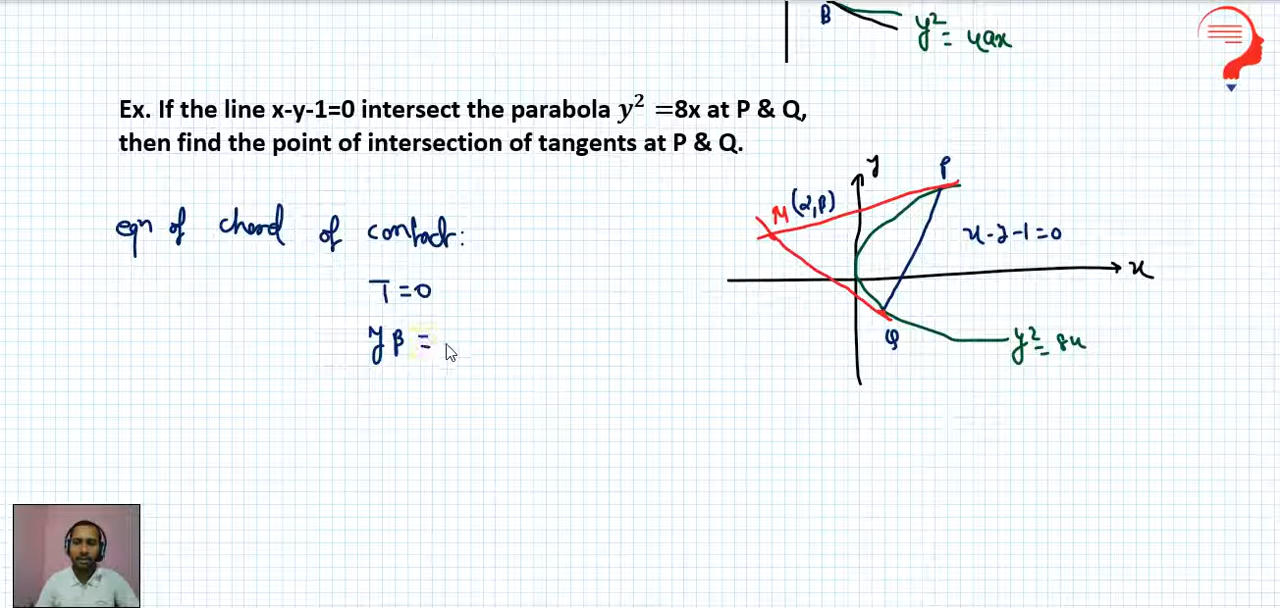 B
y² = 4ax
Ex. If the line x-y-1=0 intersect the parabola y² =8x at P & Q,
then find the point of intersection of tangents at P & Q.
y
P
M (α,β)
eqn of chord of contact:
x-y-1=0
x
T=0
yβ =
Q
y² = 8x